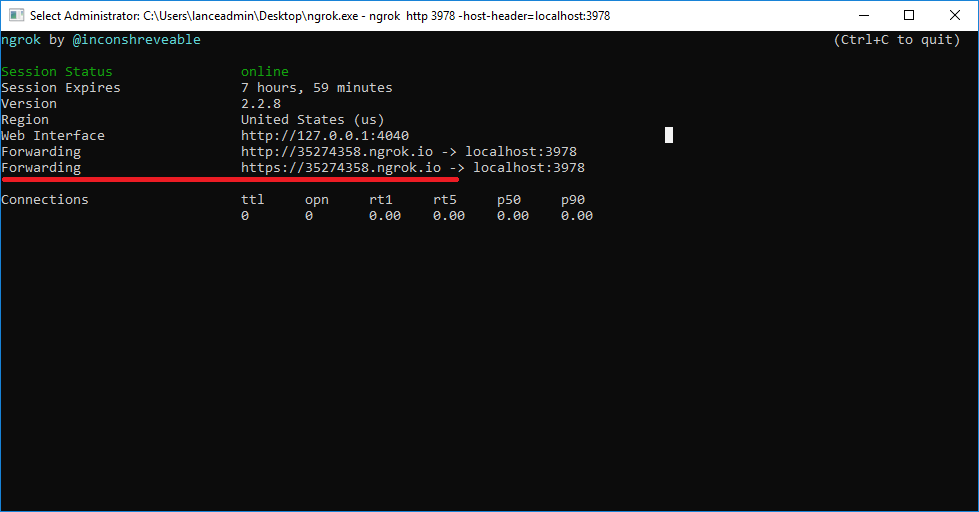 Select Administrator: C:\Users\lanceadmin\Desktop\ngrok.exe - ngrok  http 3978 -host-header=localhost:3978
ngrok by @inconshreveable (Ctrl+C to quit)
Session Status online
Session Expires 7 hours, 59 minutes
Version 2.2.8
Region United States (us)
Web Interface http://127.0.0.1:4040
Forwarding http://35274358.ngrok.io -> localhost:3978
Forwarding https://35274358.ngrok.io -> localhost:3978
Connections ttl opn rt1 rt5 p50 p90
0 0 0.00 0.00 0.00 0.00